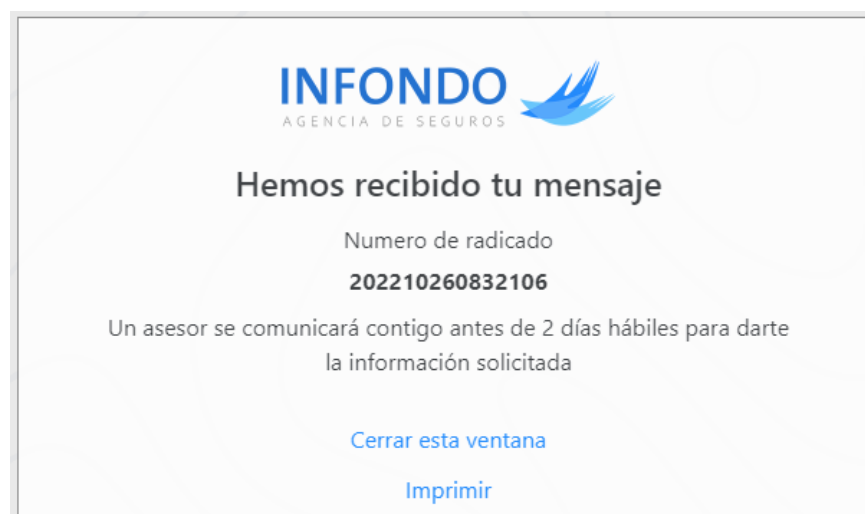 INFONDO
AGENCIA DE SEGUROS
Hemos recibido tu mensaje
Numero de radicado
202210260832106
Un asesor se comunicará contigo antes de 2 días hábiles para darte
la información solicitada
Cerrar esta ventana
Imprimir